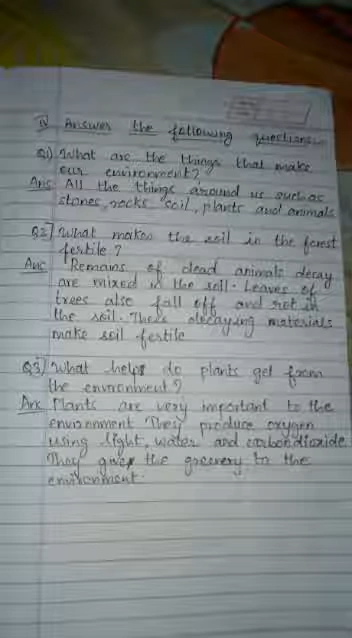 IV Answer the following questions.
Q1) What are the things that make
our environment?
Ans All the things around us such as
stones, rocks soil, plants and animals
Q2] What makes the soil in the forest
fertile?
Ans Remains of dead animals decay
are mixed in the soil. Leaves of
trees also fall off and rot in
the soil. These decaying materials
make soil fertile
Q3] What help do plants get from
the environment?
Ans Plants are very important to the
environment They produce oxygen
using light, water and carbondioxide
They give the greenery to the
environment.